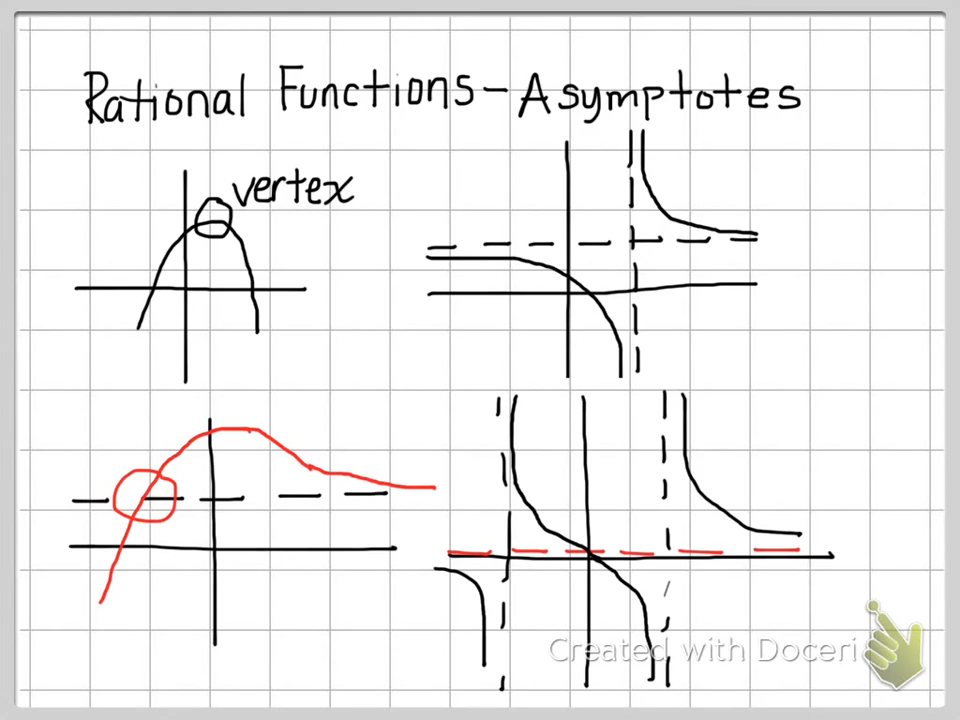 Rational Functions - Asymptotes
vertex
Created with Doceri